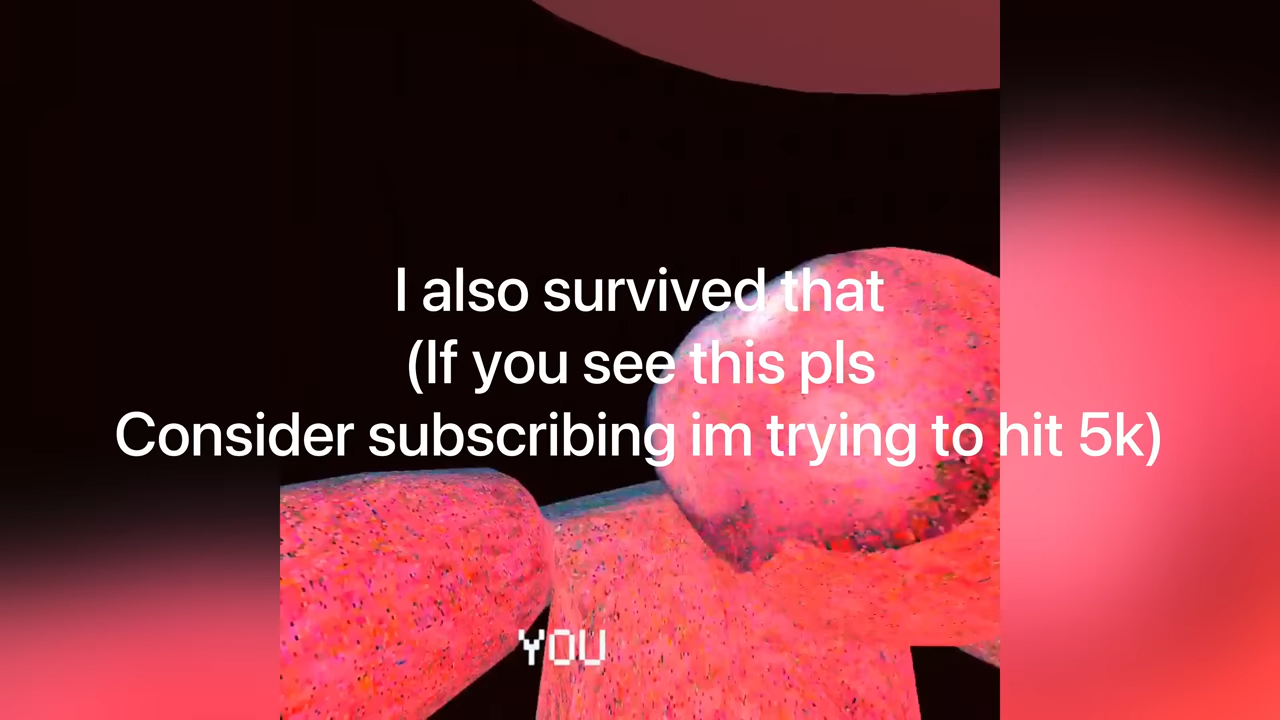 I also survived that
(If you see this pls
Consider subscribing im trying to hit 5k)
YOU